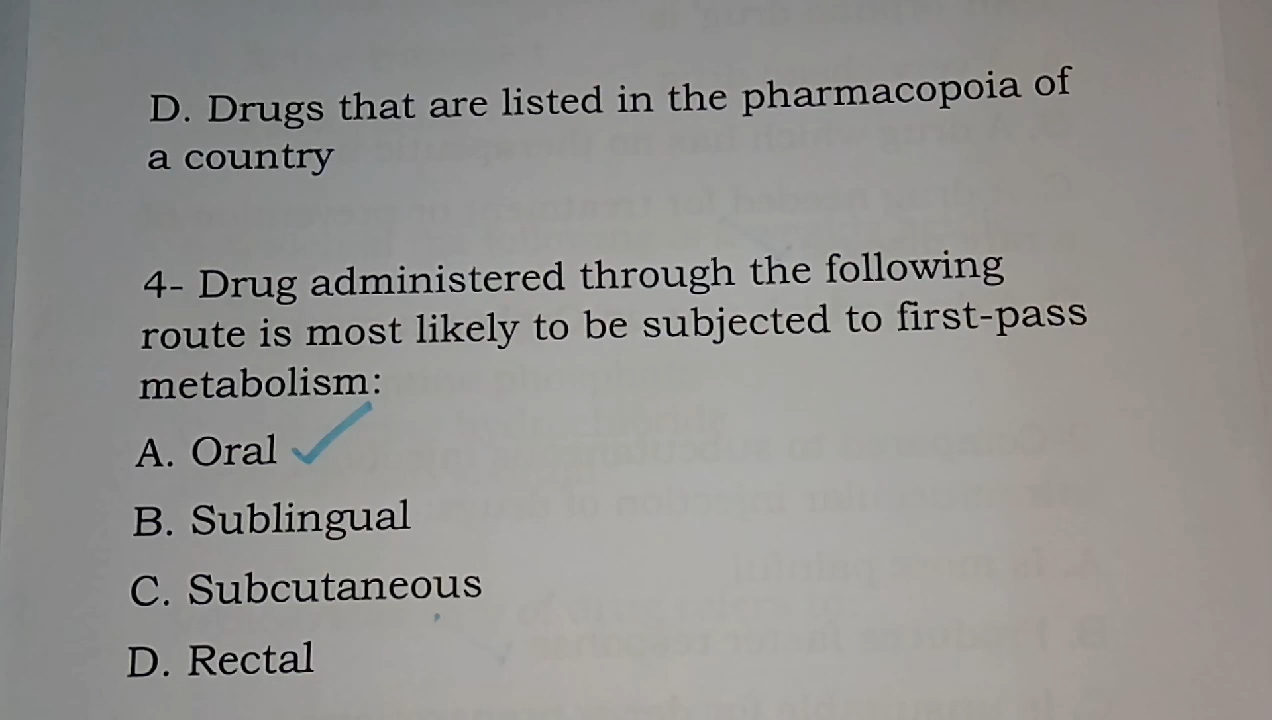 D. Drugs that are listed in the pharmacopoia of
a country
4- Drug administered through the following
route is most likely to be subjected to first-pass
metabolism:
A. Oral
B. Sublingual
C. Subcutaneous
D. Rectal